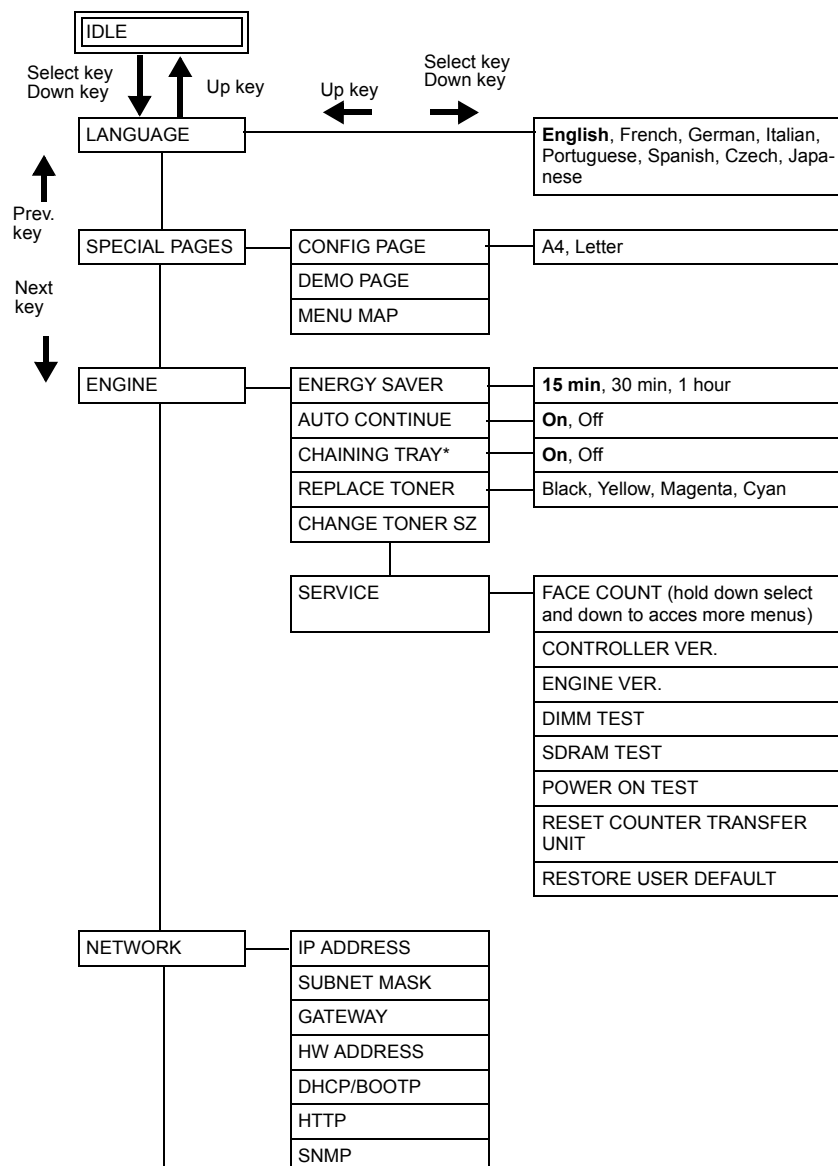 IDLE
Select key
Down key
Up key
Up key
Select key
Down key
LANGUAGE
English, French, German, Italian,
Portuguese, Spanish, Czech, Japa-
nese
Prev.
key
SPECIAL PAGES
CONFIG PAGE
A4, Letter
DEMO PAGE
MENU MAP
Next
key
ENGINE
ENERGY SAVER
15 min, 30 min, 1 hour
AUTO CONTINUE
On, Off
CHAINING TRAY*
On, Off
REPLACE TONER
Black, Yellow, Magenta, Cyan
CHANGE TONER SZ
SERVICE
FACE COUNT (hold down select
and down to acces more menus)
CONTROLLER VER.
ENGINE VER.
DIMM TEST
SDRAM TEST
POWER ON TEST
RESET COUNTER TRANSFER
UNIT
RESTORE USER DEFAULT
NETWORK
IP ADDRESS
SUBNET MASK
GATEWAY
HW ADDRESS
DHCP/BOOTP
HTTP
SNMP